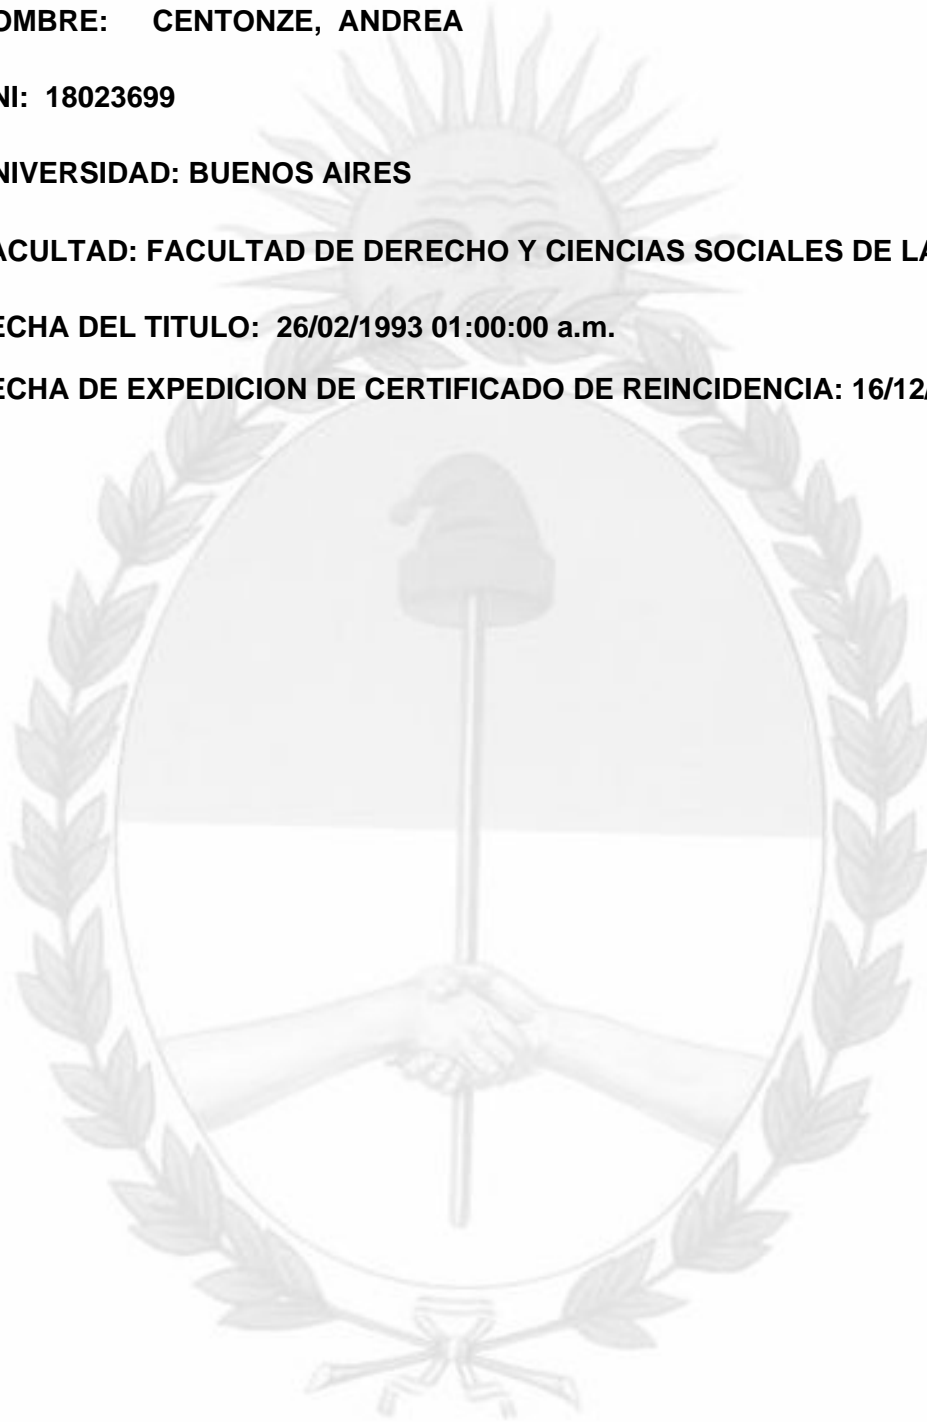 OMBRE: CENTONZE, ANDREA
NI: 18023699
NIVERSIDAD: BUENOS AIRES
ACULTAD: FACULTAD DE DERECHO Y CIENCIAS SOCIALES DE LA
ECHA DEL TITULO: 26/02/1993 01:00:00 a.m.
ECHA DE EXPEDICION DE CERTIFICADO DE REINCIDENCIA: 16/12/